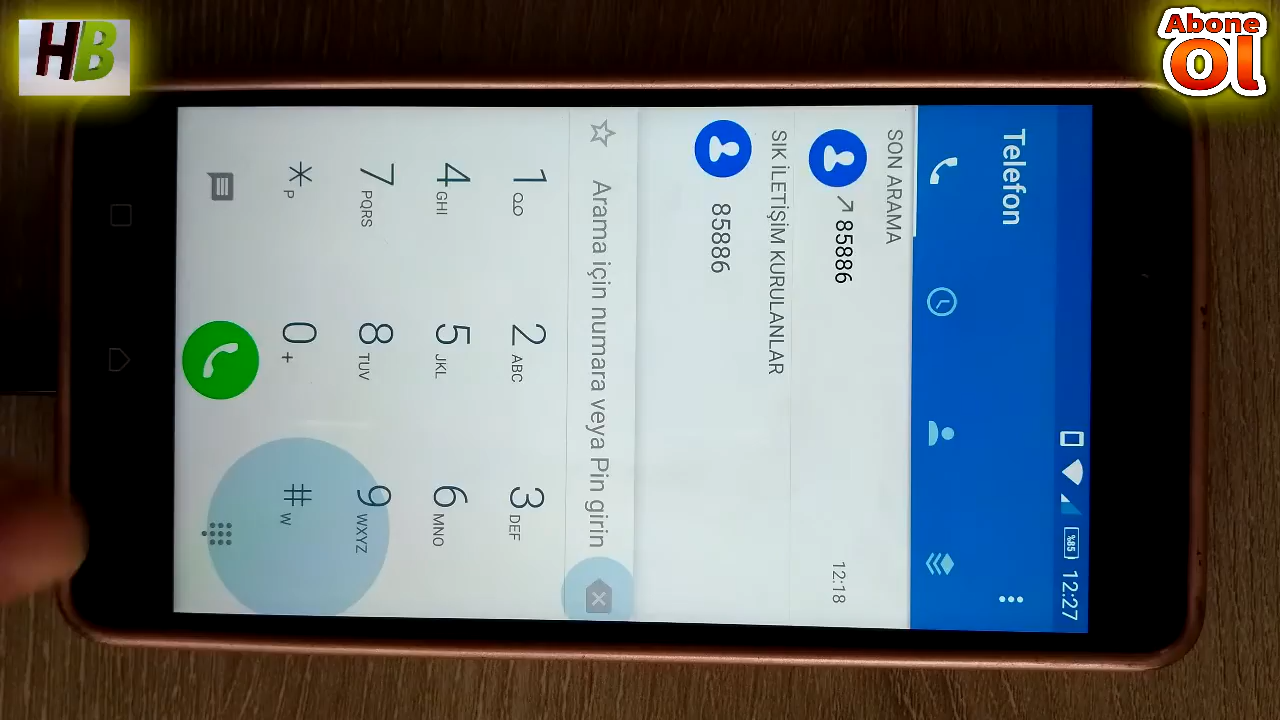 HB
Abone
Ol
%85 12:27
Telefon
SON ARAMA
85886 12:18
SIK İLETİŞİM KURULANLAR
85886
Arama için numara veya Pin girin
1 2 ABC 3 DEF
4 GHI 5 JKL 6 MNO
7 PQRS 8 TUV 9 WXYZ
* P 0 + # W